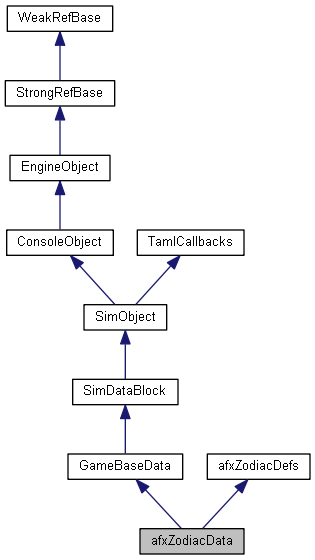 WeakRefBase
StrongRefBase
EngineObject
ConsoleObject
TamlCallbacks
SimObject
SimDataBlock
GameBaseData
afxZodiacDefs
afxZodiacData